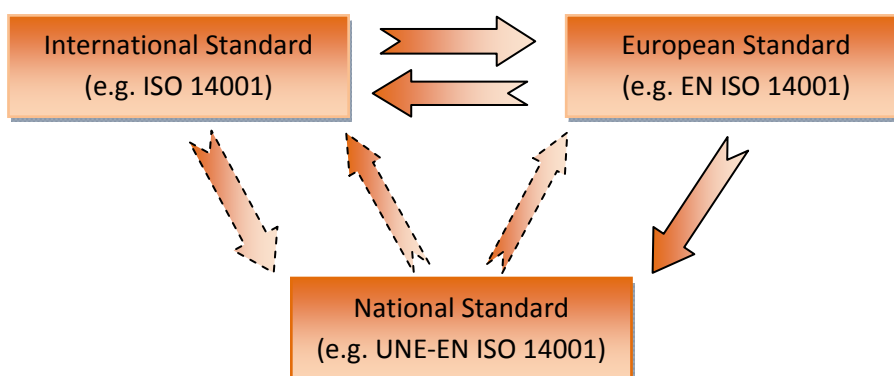 International Standard
(e.g. ISO 14001)
European Standard
(e.g. EN ISO 14001)
National Standard
(e.g. UNE-EN ISO 14001)